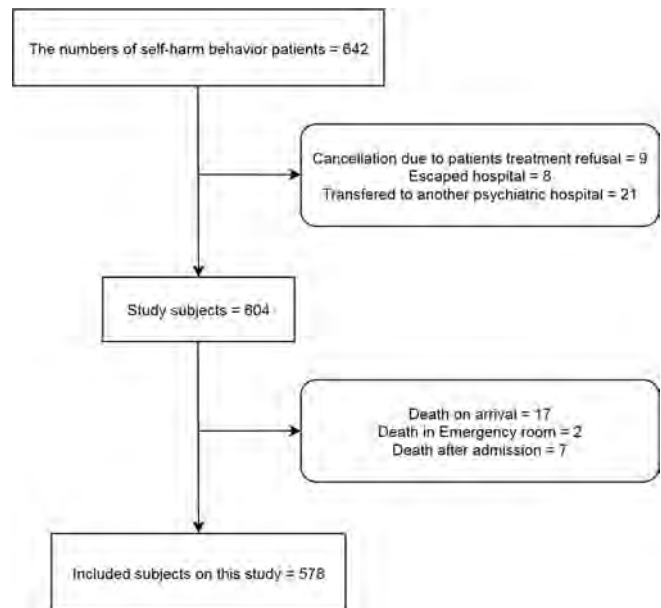 The numbers of self-harm behavior patients = 642
Cancellation due to patients treatment refusal = 9
Escaped hospital = 8
Transfered to another psychiatric hospital = 21
Study subjects = 604
Death on arrival = 17
Death in Emergency room = 2
Death after admission = 7
Included subjects on this study = 578